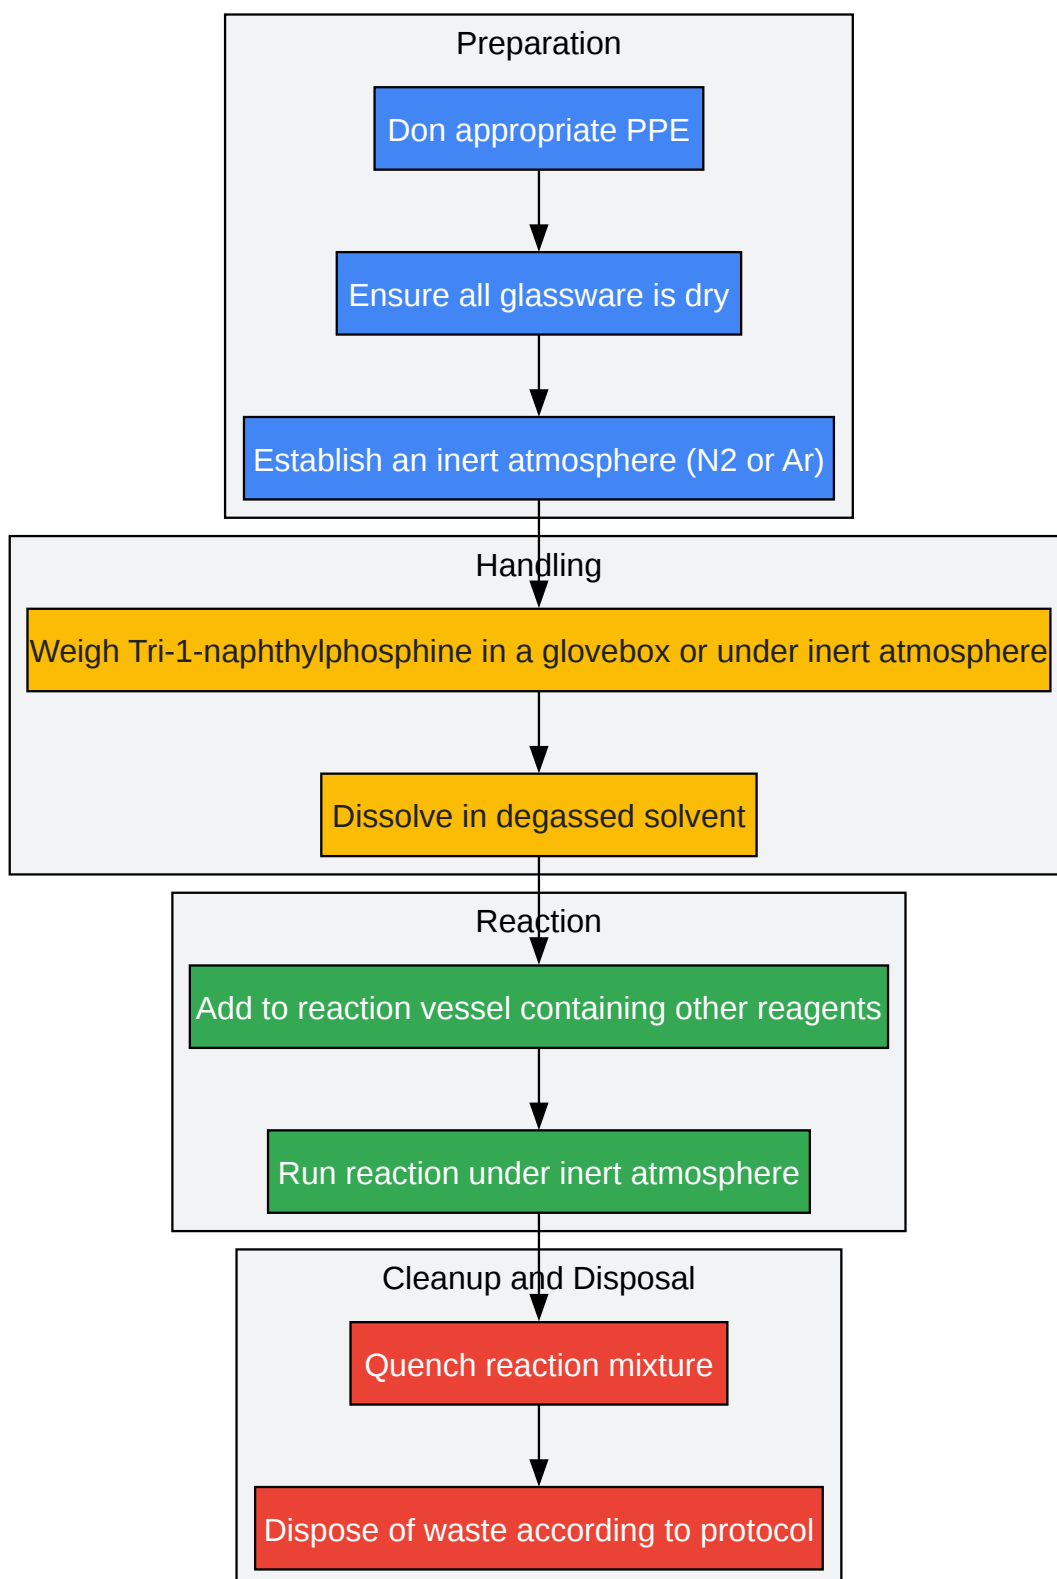 Preparation
Don appropriate PPE
Ensure all glassware is dry
Establish an inert atmosphere (N2 or Ar)
Handling
Weigh Tri-1-naphthylphosphine in a glovebox or under inert atmosphere
Dissolve in degassed solvent
Reaction
Add to reaction vessel containing other reagents
Run reaction under inert atmosphere
Cleanup and Disposal
Quench reaction mixture
Dispose of waste according to protocol